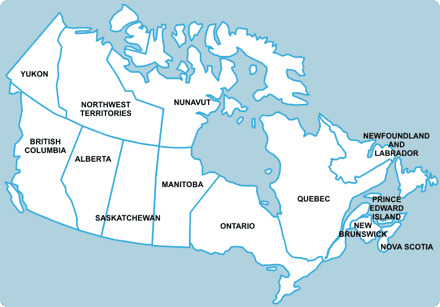 YUKON
NORTHWEST
TERRITORIES
NUNAVUT
BRITISH
COLUMBIA
ALBERTA
SASKATCHEWAN
MANITOBA
ONTARIO
QUEBEC
NEWFOUNDLAND
AND
LABRADOR
PRINCE
EDWARD
ISLAND
NEW
BRUNSWICK
NOVA SCOTIA